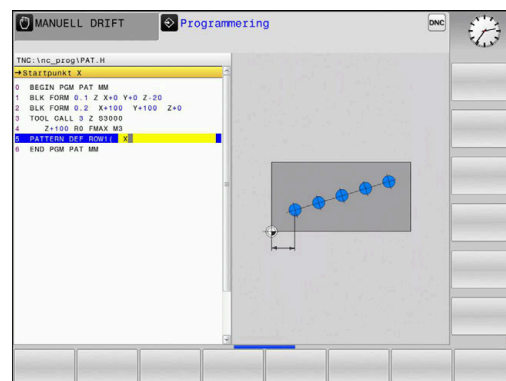 MANUELL DRIFT
Programmering
DNC
TNC:\nc_prog\PAT.H
→Startpunkt X
0 BEGIN PGM PAT MM
1 BLK FORM 0.1 Z X+0 Y+0 Z-20
2 BLK FORM 0.2 X+100 Y+100 Z+0
3 TOOL CALL 3 Z S3000
4 Z+100 R0 FMAX M3
5 PATTERN DEF ROW1( X
6 END PGM PAT MM